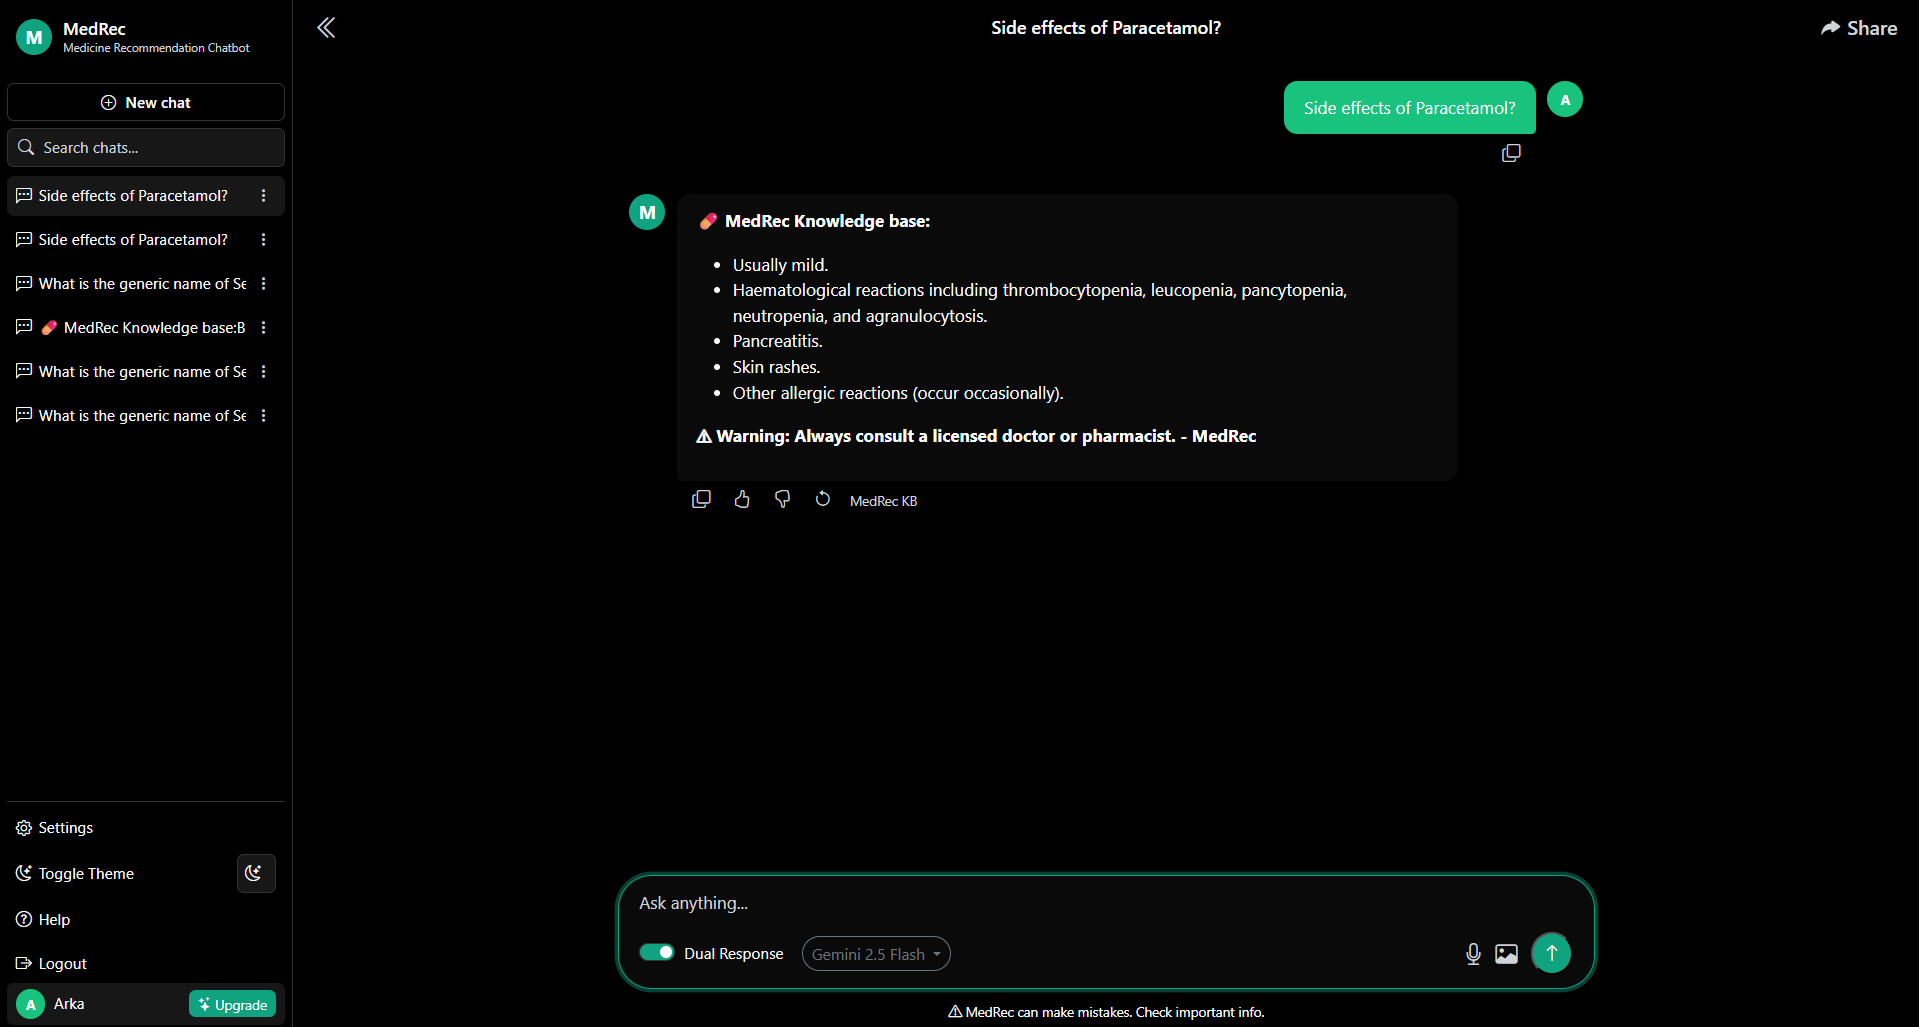 M
MedRec
Medicine Recommendation Chatbot
New chat
Search chats...
Side effects of Paracetamol?
Side effects of Paracetamol?
What is the generic name of Se
MedRec Knowledge base:B
What is the generic name of Se
What is the generic name of Se
Settings
Toggle Theme
Help
Logout
A
Arka
Upgrade
Side effects of Paracetamol?
Share
Side effects of Paracetamol?
A
M
MedRec Knowledge base:
• Usually mild.
• Haematological reactions including thrombocytopenia, leucopenia, pancytopenia,
neutropenia, and agranulocytosis.
• Pancreatitis.
• Skin rashes.
• Other allergic reactions (occur occasionally).
⚠ Warning: Always consult a licensed doctor or pharmacist. - MedRec
MedRec KB
Ask anything...
Dual Response
Gemini 2.5 Flash
⚠ MedRec can make mistakes. Check important info.